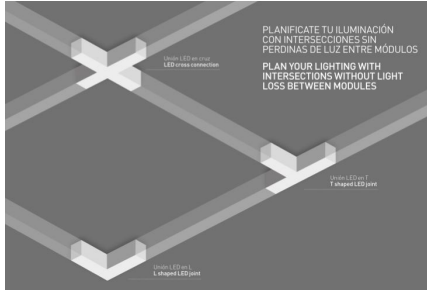 PLANIFICATE TU ILUMINACIÓN
CON INTERSECCIONES SIN
PERDINAS DE LUZ ENTRE MÓDULOS
PLAN YOUR LIGHTING WITH
INTERSECTIONS WITHOUT LIGHT
LOSS BETWEEN MODULES
Unión LED en cruz
LED cross connection
Unión LED en T
T shaped LED joint
Unión LED en L
L shaped LED joint